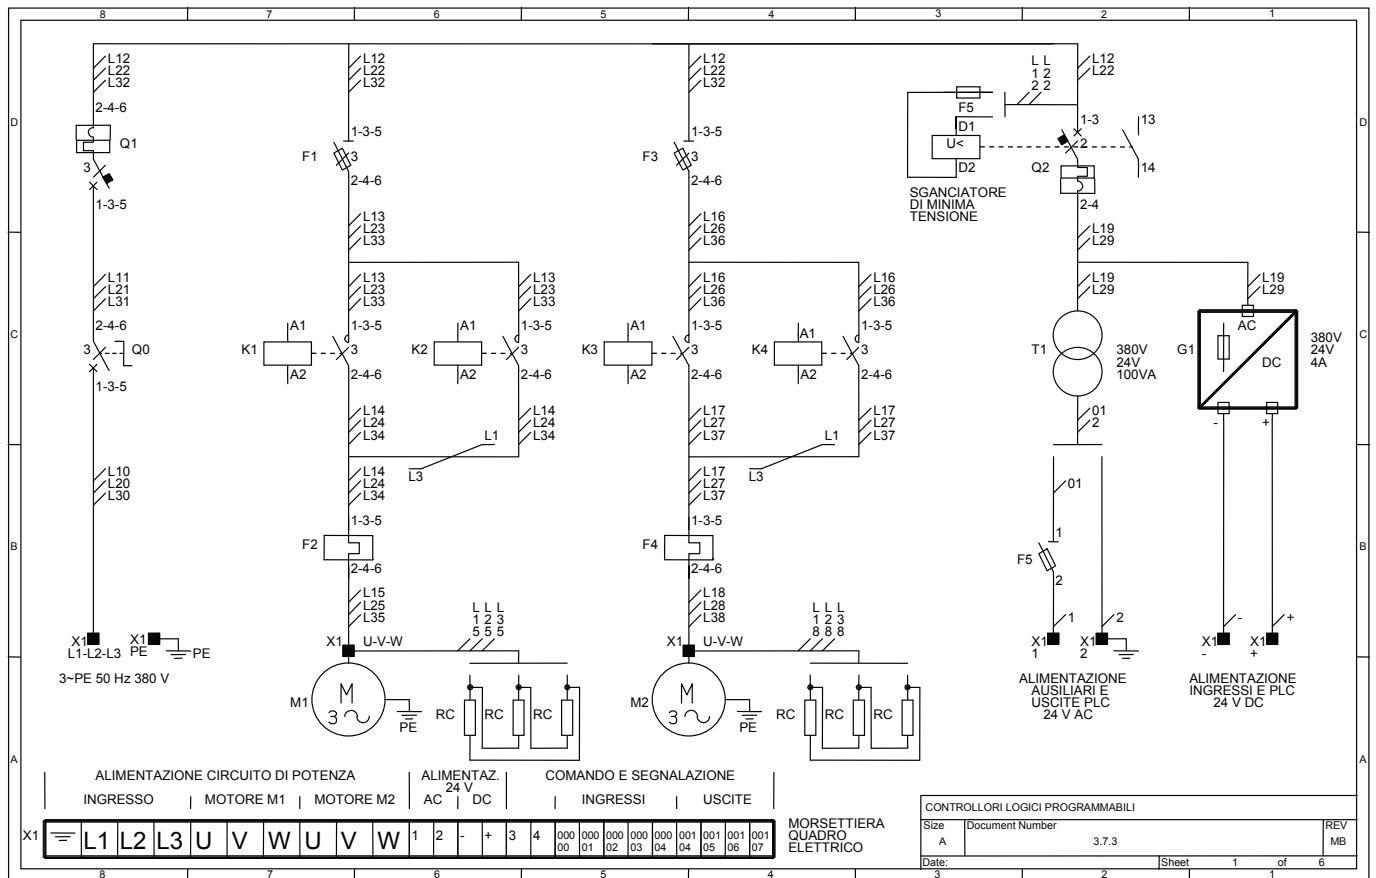 8 7 6 5 4 3 2 1
D
D
L12
L22
L32
2-4-6
Q1
3
1-3-5
L11
L21
L31
2-4-6
3
Q0
1-3-5
L10
L20
L30
X1
L1-L2-L3
X1
PE
PE
3~PE 50 Hz 380 V
L12
L22
L32
1-3-5
F1
3
2-4-6
L13
L23
L33
L13
L23
L33
A1
K1
A2
1-3-5
3
2-4-6
L14
L24
L34
L13
L23
L33
A1
K2
A2
1-3-5
3
2-4-6
L14
L24
L34
L1
L3
L14
L24
L34
1-3-5
F2
2-4-6
L15
L25
L35
X1
U-V-W
L15
L25
L35
M1
M
3
PE
RC
RC
RC
L12
L22
L32
1-3-5
F3
3
2-4-6
L16
L26
L36
L16
L26
L36
A1
K3
A2
1-3-5
3
2-4-6
L17
L27
L37
L16
L26
L36
A1
K4
A2
1-3-5
3
2-4-6
L17
L27
L37
L1
L3
L17
L27
L37
1-3-5
F4
2-4-6
L18
L28
L38
X1
U-V-W
L18
L28
L38
M2
M
3
PE
RC
RC
RC
L12
L22
L12
L22
F5
D1
U<
D2
SGANCIATORE
DI MINIMA
TENSIONE
1-3
2
Q2
2-4
13
14
L19
L29
L19
L29
T1
380V
24V
100VA
01
2
01
1
F5
2
1
2
X1
1
X1
2
ALIMENTAZIONE
AUSILIARI E
USCITE PLC
24 V AC
L19
L29
AC
G1
DC
380V
24V
4A
-
+
-
+
X1
-
X1
+
ALIMENTAZIONE
INGRESSI E PLC
24 V DC
C
C
B
B
A
A
ALIMENTAZIONE CIRCUITO DI POTENZA
ALIMENTAZ.
24 V
COMANDO E SEGNALAZIONE
INGRESSO MOTORE M1 MOTORE M2 AC DC INGRESSI USCITE
X1 L1 L2 L3 U V W U V W 1 2 - + 3 4 000 00 000 01 000 02 000 03 000 04 001 04 001 05 001 06 001 07
MORSETTIERA
QUADRO
ELETTRICO
CONTROLLORI LOGICI PROGRAMMABILI
Size Document Number REV
A 3.7.3 MB
Date: Sheet 1 of 6
8 7 6 5 4 3 2 1